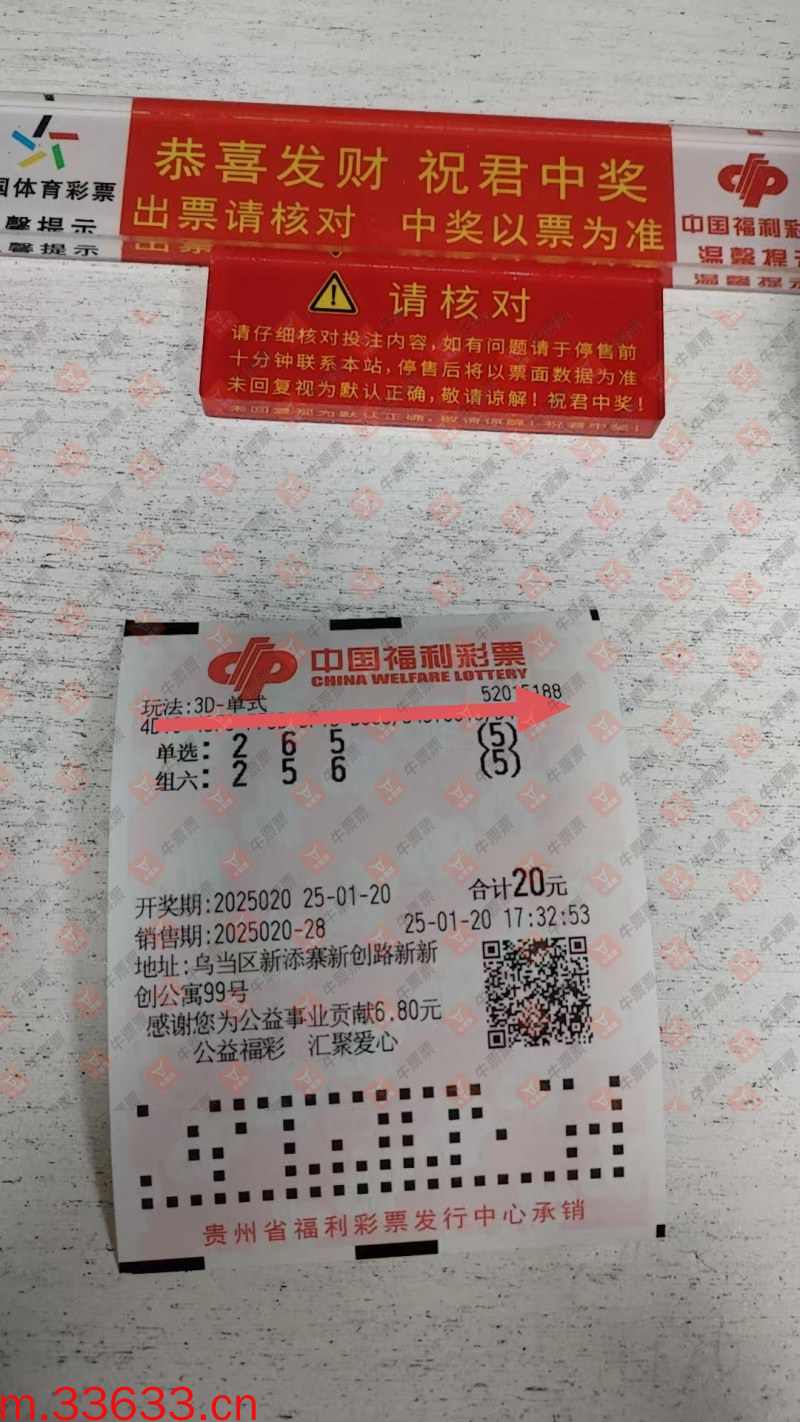 国体育彩票
馨提示
恭喜发财 祝君中奖
出票请核对 中奖以票为准
中国福利彩
温馨提示
请核对
请仔细核对投注内容,如有问题请于停售前
十分钟联系本站,停售后将以票面数据为准
未回复视为默认正确,敬请谅解!祝君中奖!
中国福利彩票
CHINA WELFARE LOTTERY
玩法:3D-单式 52015188
单选: 2 6 5 (5)
组六: 2 5 6 (5)
开奖期:2025020 25-01-20 合计20元
销售期:2025020-28 25-01-20 17:32:53
地址:乌当区新添寨新创路新新
创公寓99号
感谢您为公益事业贡献6.80元
公益福彩 汇聚爱心
贵州省福利彩票发行中心承销
牛票票
m.33633.cn